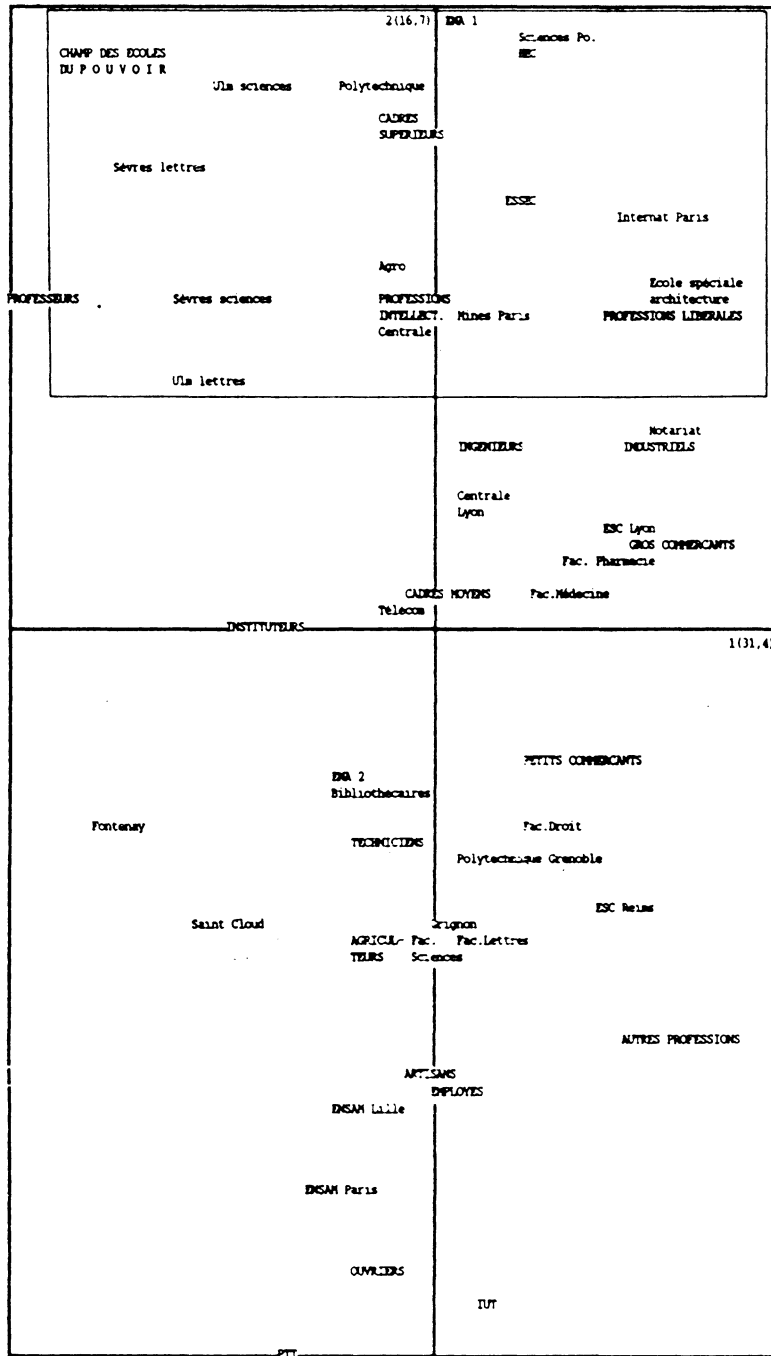 2(16,7) ENA 1
Sciences Po.
HEC
CHAMP DES ECOLES
DU P O U V O I R
Ulm sciences
Polytechnique
CADRES
SUPERIEURS
Sèvres lettres
ESSEC
Internat Paris
Agro
Ecole spéciale
architecture
PROFESSEURS
Sèvres sciences
PROFESSIONS
INTELLECT.
Mines Paris
PROFESSIONS LIBERALES
Centrale
Ulm lettres
Notariat
INGENIEURS
INDUSTRIELS
Centrale
Lyon
ESC Lyon
GROS COMMERCANTS
Fac. Pharmacie
CADRES MOYENS
Fac.Médecine
Télécom
INSTITUTEURS
1(31,4)
PETITS COMMERCANTS
ENA 2
Bibliothécaires
Fontenay
Fac.Droit
TECHNICIENS
Polytechnique Grenoble
ESC Reims
Saint Cloud
Grignon
AGRICUL- Fac. Fac.Lettres
TEURS Sciences
AUTRES PROFESSIONS
ARTISANS
EMPLOYES
ENSAM Lille
ENSAM Paris
OUVRIERS
IUT
PTT